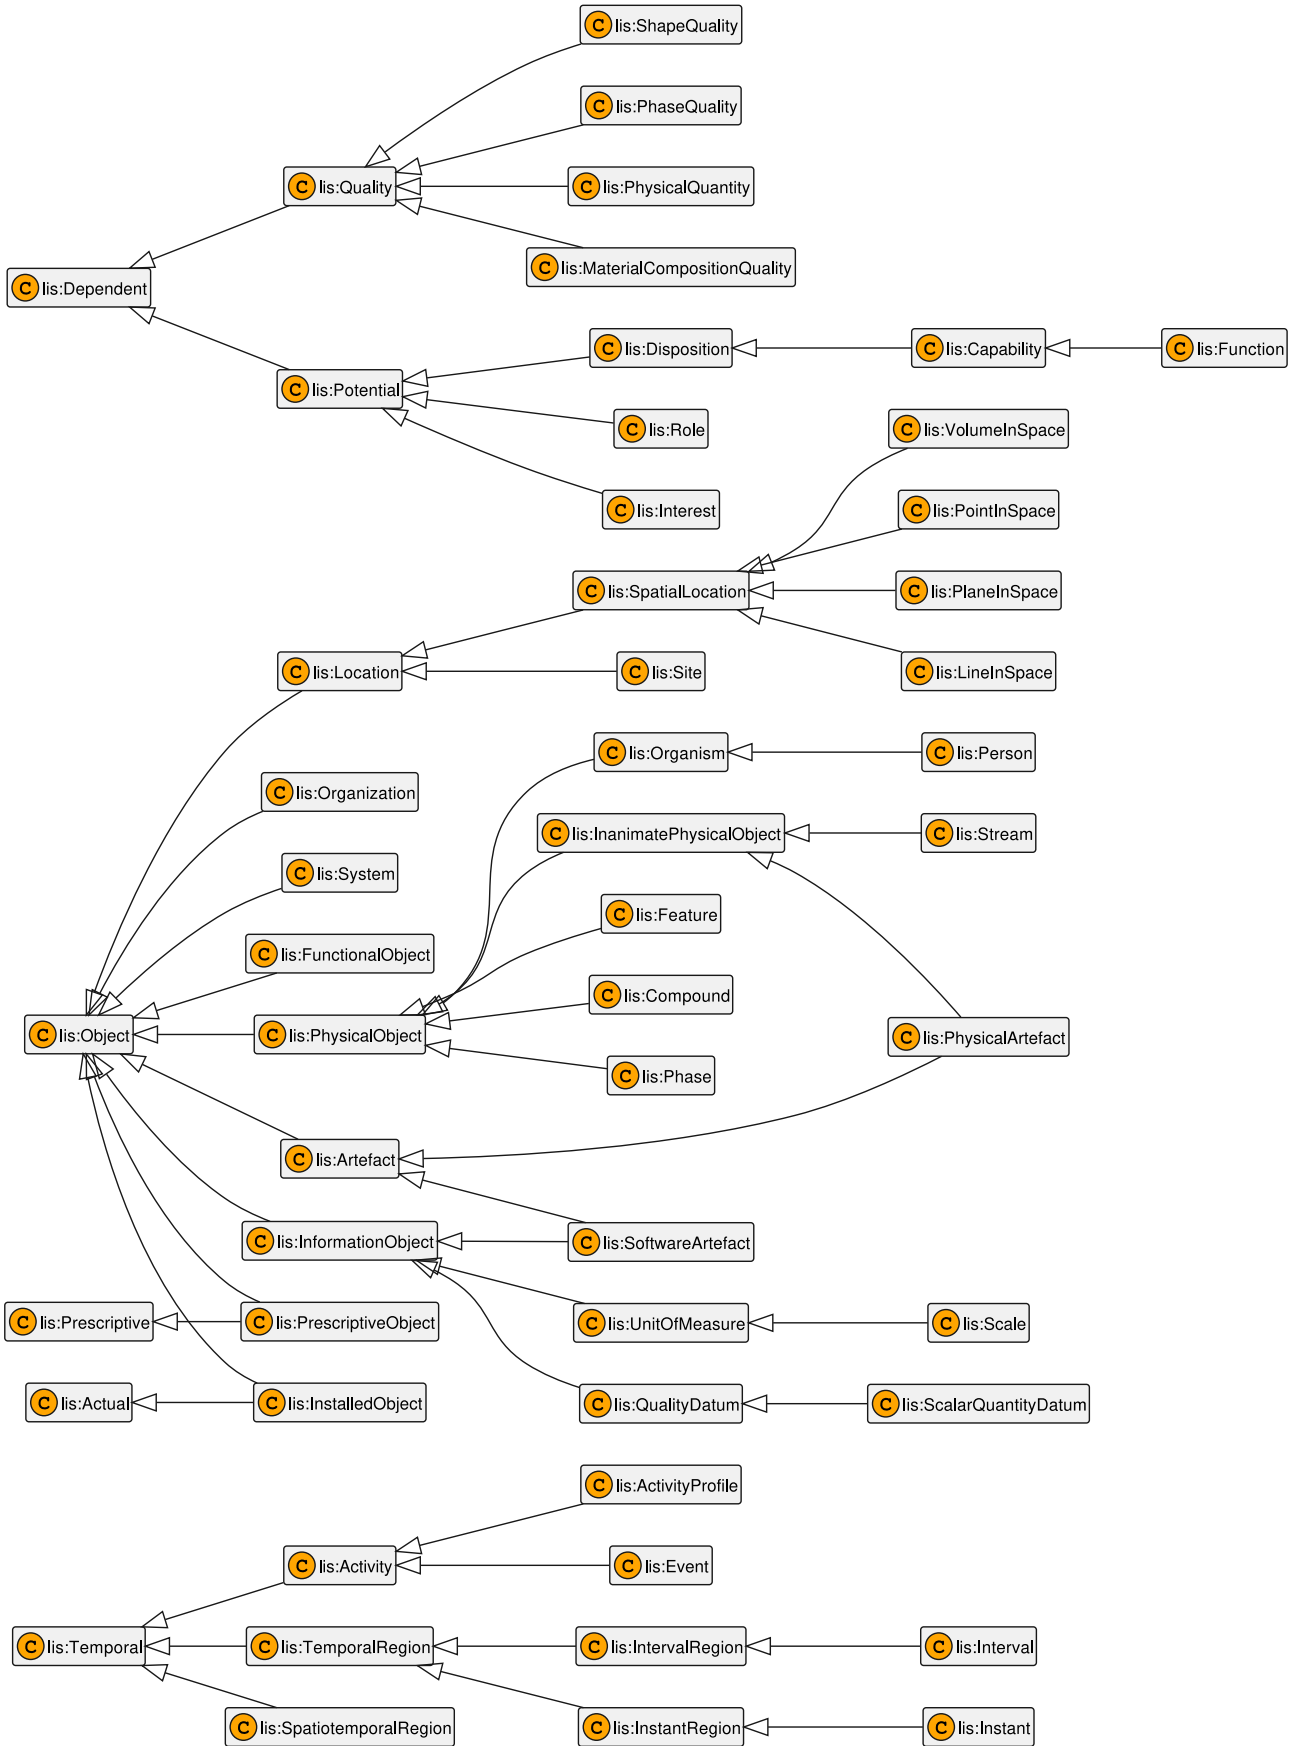 C lis:ShapeQuality
C lis:PhaseQuality
C lis:Quality
C lis:PhysicalQuantity
C lis:MaterialCompositionQuality
C lis:Dependent
C lis:Disposition
C lis:Capability
C lis:Function
C lis:Potential
C lis:Role
C lis:VolumeInSpace
C lis:Interest
C lis:PointInSpace
C lis:SpatialLocation
C lis:PlaneInSpace
C lis:Location
C lis:Site
C lis:LineInSpace
C lis:Organism
C lis:Person
C lis:Organization
C lis:InanimatePhysicalObject
C lis:Stream
C lis:System
C lis:Feature
C lis:FunctionalObject
C lis:Compound
C lis:Object
C lis:PhysicalObject
C lis:PhysicalArtefact
C lis:Phase
C lis:Artefact
C lis:InformationObject
C lis:SoftwareArtefact
C lis:Prescriptive
C lis:PrescriptiveObject
C lis:UnitOfMeasure
C lis:Scale
C lis:Actual
C lis:InstalledObject
C lis:QualityDatum
C lis:ScalarQuantityDatum
C lis:ActivityProfile
C lis:Activity
C lis:Event
C lis:Temporal
C lis:TemporalRegion
C lis:IntervalRegion
C lis:Interval
C lis:SpatiotemporalRegion
C lis:InstantRegion
C lis:Instant